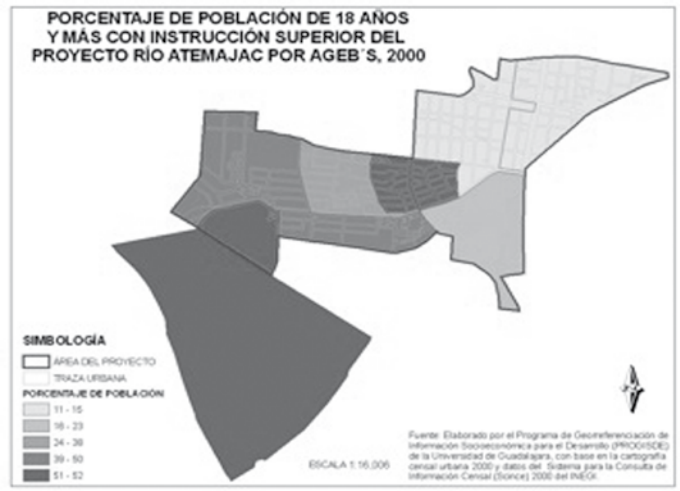 PORCENTAJE DE POBLACIÓN DE 18 AÑOS
Y MÁS CON INSTRUCCIÓN SUPERIOR DEL
PROYECTO RÍO ATEMAJAC POR AGEB´S, 2000
SIMBOLOGÍA
ÁREA DEL PROYECTO
TRAZA URBANA
PORCENTAJE DE POBLACIÓN
11 - 15
16 - 23
24 - 38
39 - 50
51 - 52
ESCALA 1:16,006
Fuente: Elaborado por el Programa de Georreferenciación de
Información Socioeconómica para el Desarrollo (PROGISDE)
de la Universidad de Guadalajara, con base en la cartografía
censal urbana 2000 y datos del Sistema para la Consulta de
Información Censal (Scince) 2000 del INEGI.